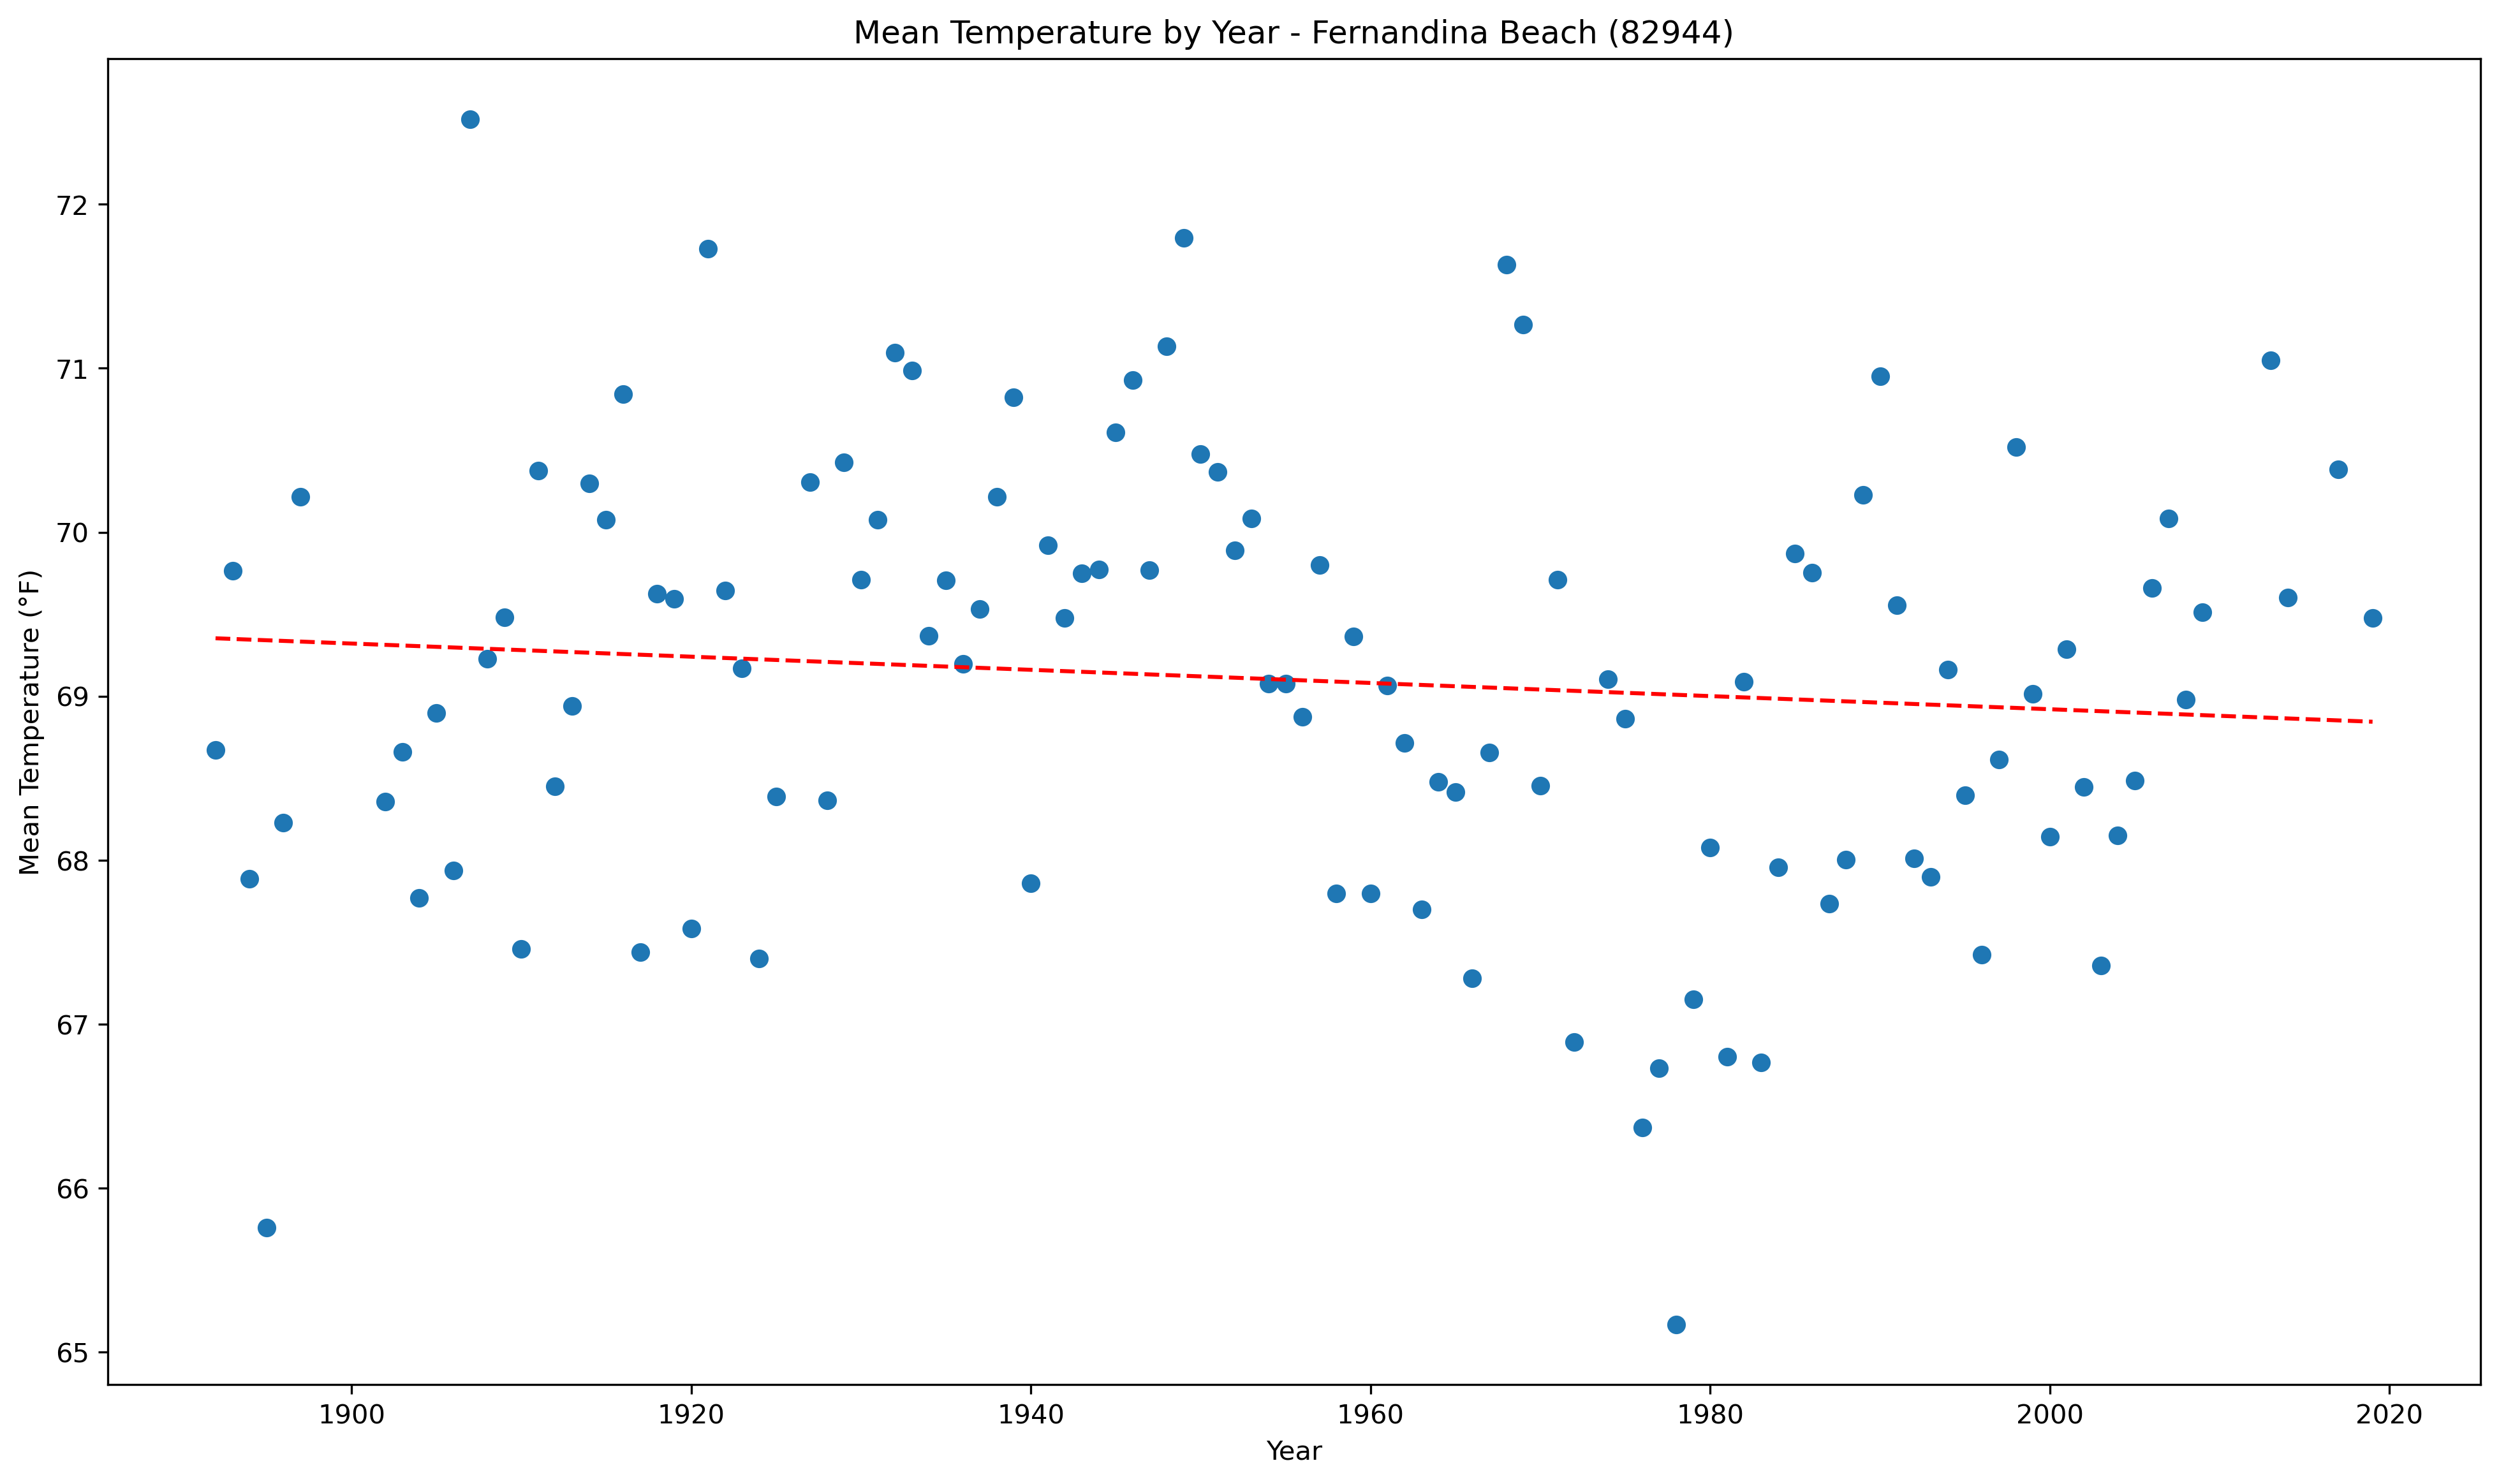 Mean Temperature by Year - Fernandina Beach (82944)
Mean Temperature (°F)
72
71
70
69
68
67
66
65
1900 1920 1940 1960 1980 2000 2020
Year